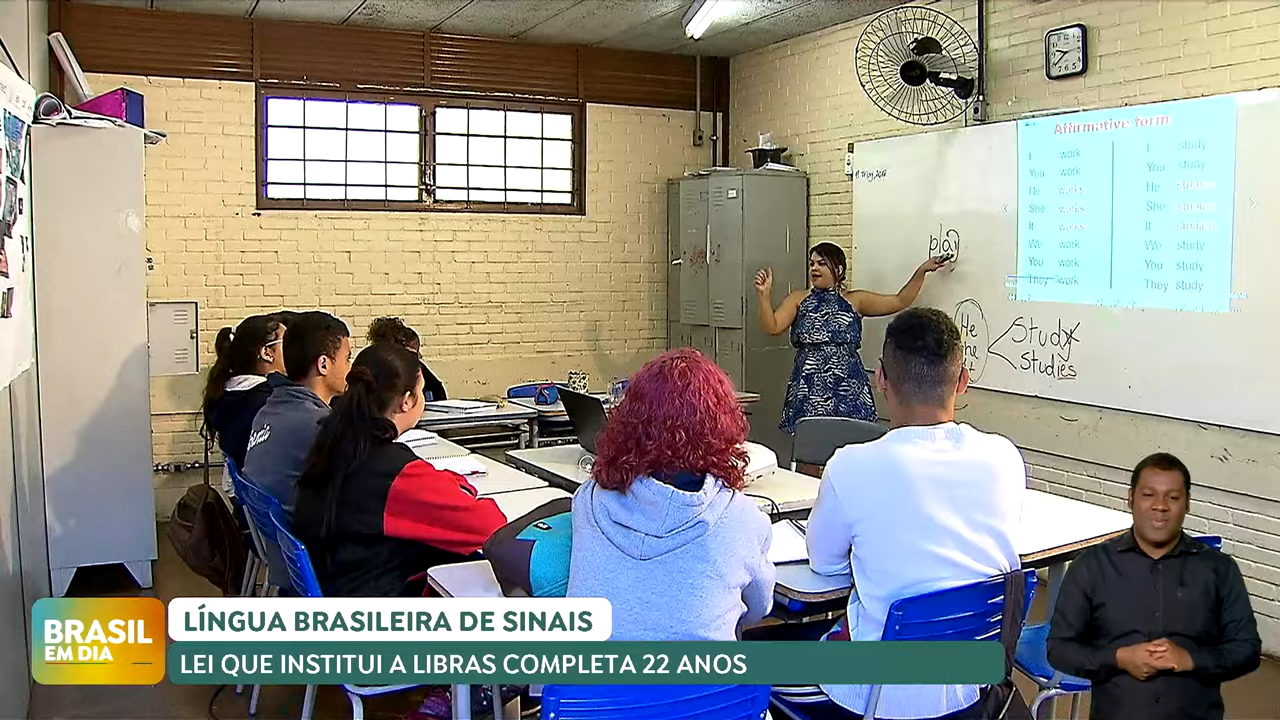 Affirmative form
I work
You work
He works
She works
It works
We work
You work
They work
I study
You study
He studies
She studies
It studies
We study
You study
They study
play
He
Study
Studies
BRASIL
EM DIA
LÍNGUA BRASILEIRA DE SINAIS
LEI QUE INSTITUI A LIBRAS COMPLETA 22 ANOS